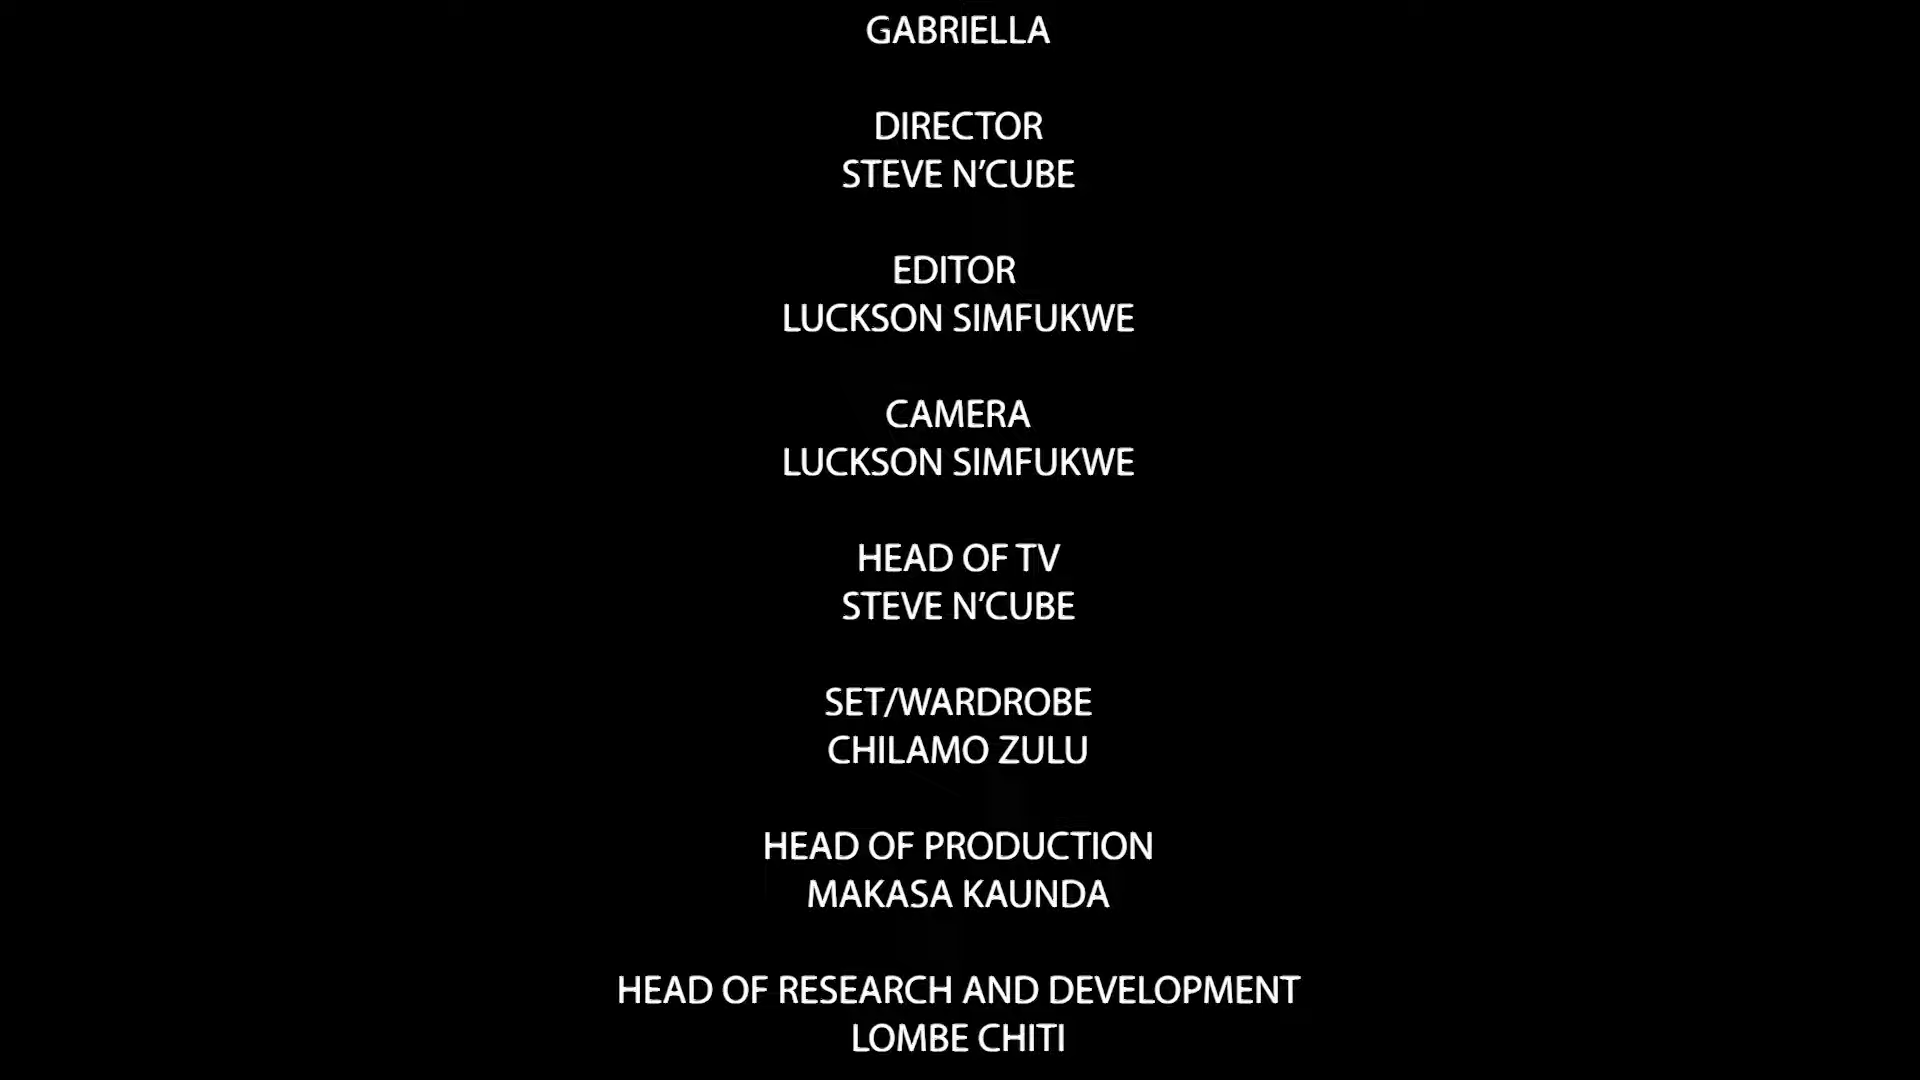 GABRIELLA
DIRECTOR
STEVE N’CUBE
EDITOR
LUCKSON SIMFUKWE
CAMERA
LUCKSON SIMFUKWE
HEAD OF TV
STEVE N’CUBE
SET/WARDROBE
CHILAMO ZULU
HEAD OF PRODUCTION
MAKASA KAUNDA
HEAD OF RESEARCH AND DEVELOPMENT
LOMBE CHITI